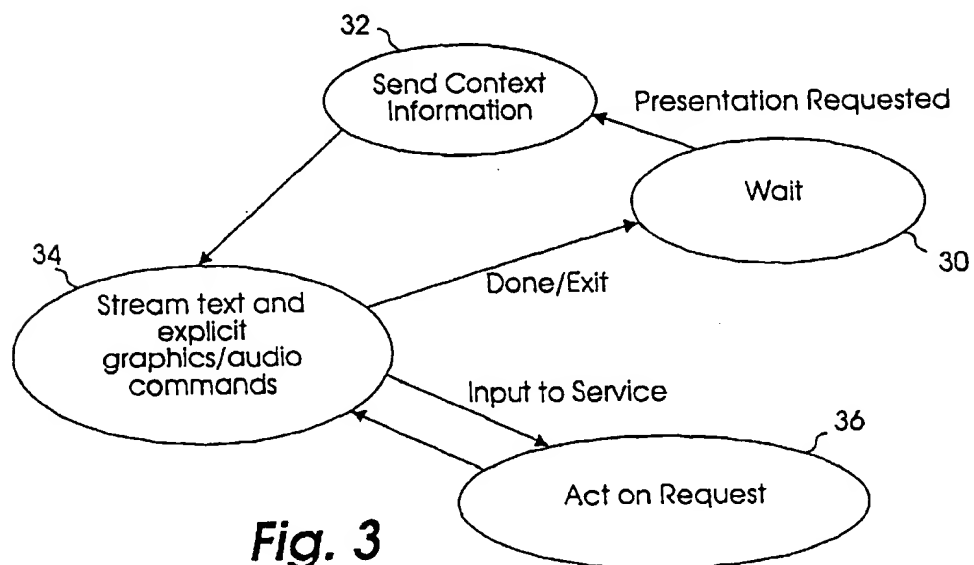 32
Send Context
Information
Presentation Requested
Wait
30
34
Stream text and
explicit
graphics/audio
commands
Done/Exit
Input to Service
36
Act on Request
Fig. 3